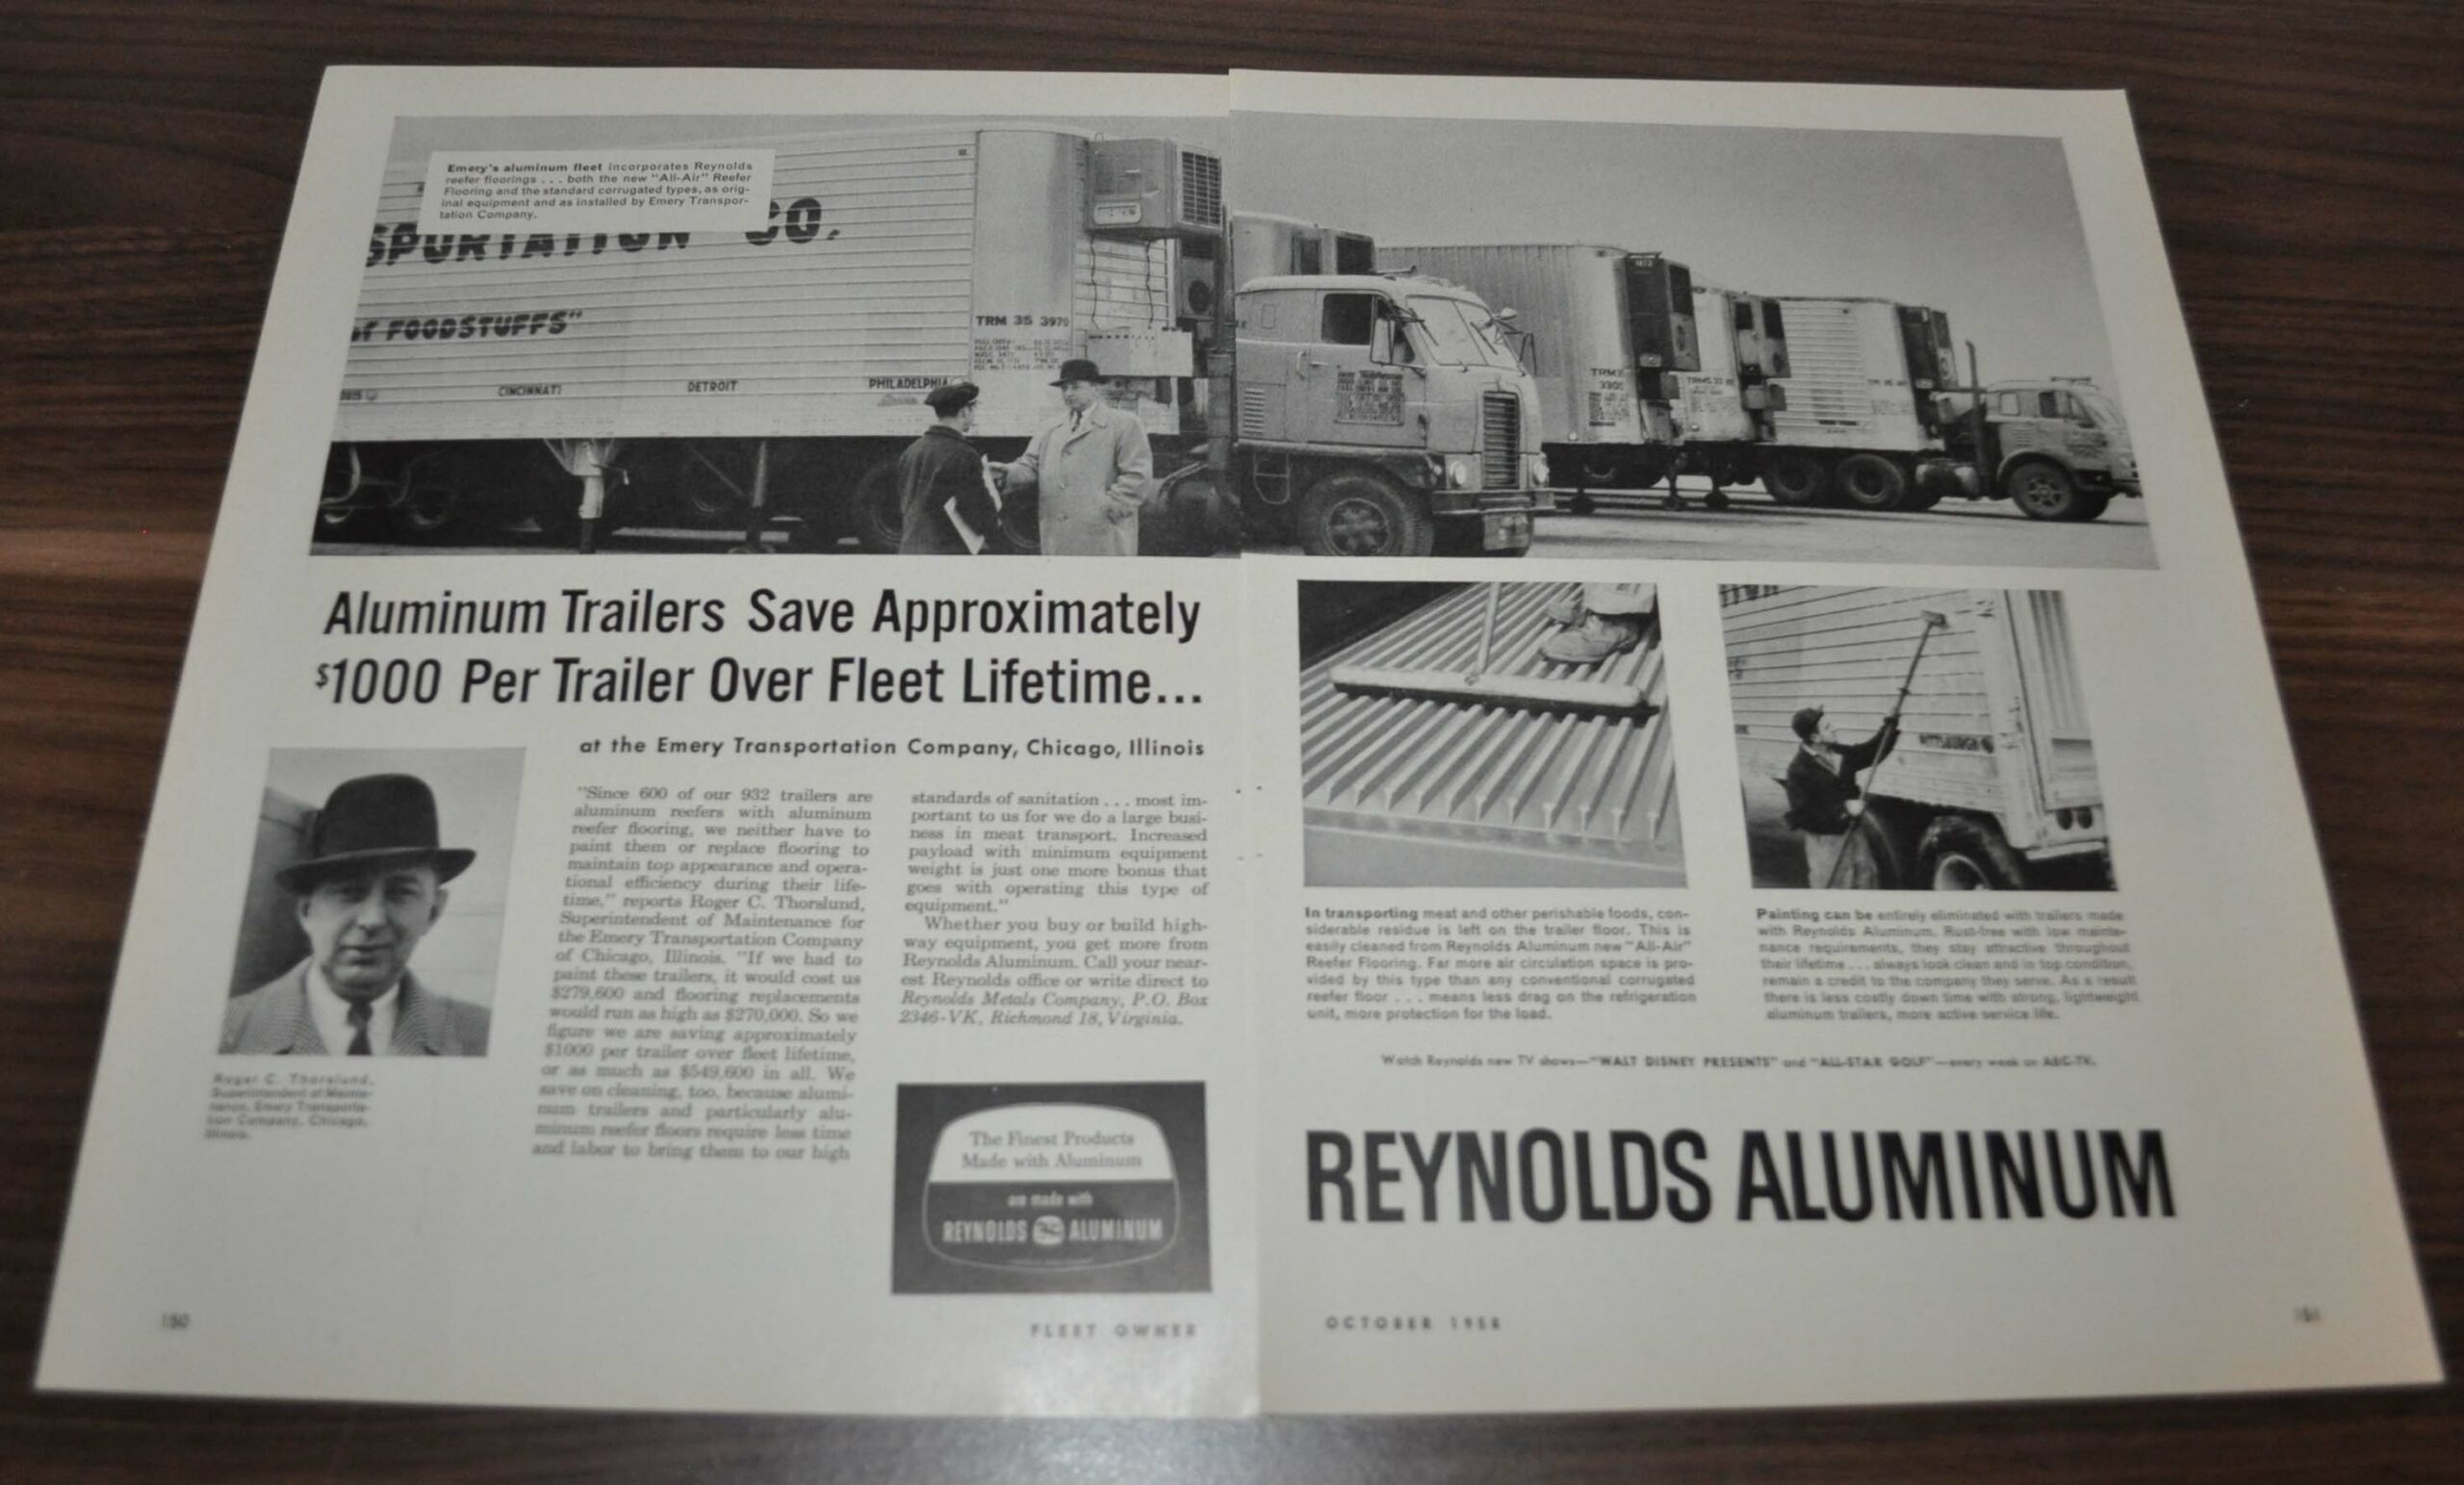 Emery's aluminum fleet incorporates Reynolds
reefer floorings . . . both the new "All-Air" Reefer
Flooring and the standard corrugated types, as orig-
inal equipment and as installed by Emery Transpor-
tation Company.
SPORTATION CO.
OF FOODSTUFFS"
CINCINNATI
DETROIT
PHILADELPHIA
TRM 35 3979
TRM
3305
PITTSBURGH
Aluminum Trailers Save Approximately
$1000 Per Trailer Over Fleet Lifetime...
at the Emery Transportation Company, Chicago, Illinois
Roger C. Thorslund,
Superintendent of Mainte-
nance, Emery Transporta-
tion Company, Chicago,
Illinois.
"Since 600 of our 932 trailers are
aluminum reefers with aluminum
reefer flooring, we neither have to
paint them or replace flooring to
maintain top appearance and opera-
tional efficiency during their life-
time," reports Roger C. Thorslund,
Superintendent of Maintenance for
the Emery Transportation Company
of Chicago, Illinois. "If we had to
paint these trailers, it would cost us
$279,600 and flooring replacements
would run as high as $270,000. So we
figure we are saving approximately
$1000 per trailer over fleet lifetime,
or as much as $549,600 in all. We
save on cleaning, too, because alumi-
num trailers and particularly alu-
minum reefer floors require less time
and labor to bring them to our high
standards of sanitation . . . most im-
portant to us for we do a large busi-
ness in meat transport. Increased
payload with minimum equipment
weight is just one more bonus that
goes with operating this type of
equipment."
Whether you buy or build high-
way equipment, you get more from
Reynolds Aluminum. Call your near-
est Reynolds office or write direct to
Reynolds Metals Company, P.O. Box
2346-VK, Richmond 18, Virginia.
The Finest Products
Made with Aluminum
are made with
REYNOLDS ALUMINUM
150
FLEET OWNER
In transporting meat and other perishable foods, con-
siderable residue is left on the trailer floor. This is
easily cleaned from Reynolds Aluminum new "All-Air"
Reefer Flooring. Far more air circulation space is pro-
vided by this type than any conventional corrugated
reefer floor . . . means less drag on the refrigeration
unit, more protection for the load.
Painting can be entirely eliminated with trailers made
with Reynolds Aluminum. Rust-free with low mainte-
nance requirements, they stay attractive throughout
their lifetime . . . always look clean and in top condition,
remain a credit to the company they serve. As a result
there is less costly down time with strong, lightweight
aluminum trailers, more active service life.
Watch Reynolds new TV shows—"WALT DISNEY PRESENTS" and "ALL-STAR GOLF"—every week on ABC-TV.
REYNOLDS ALUMINUM
OCTOBER 1958
151